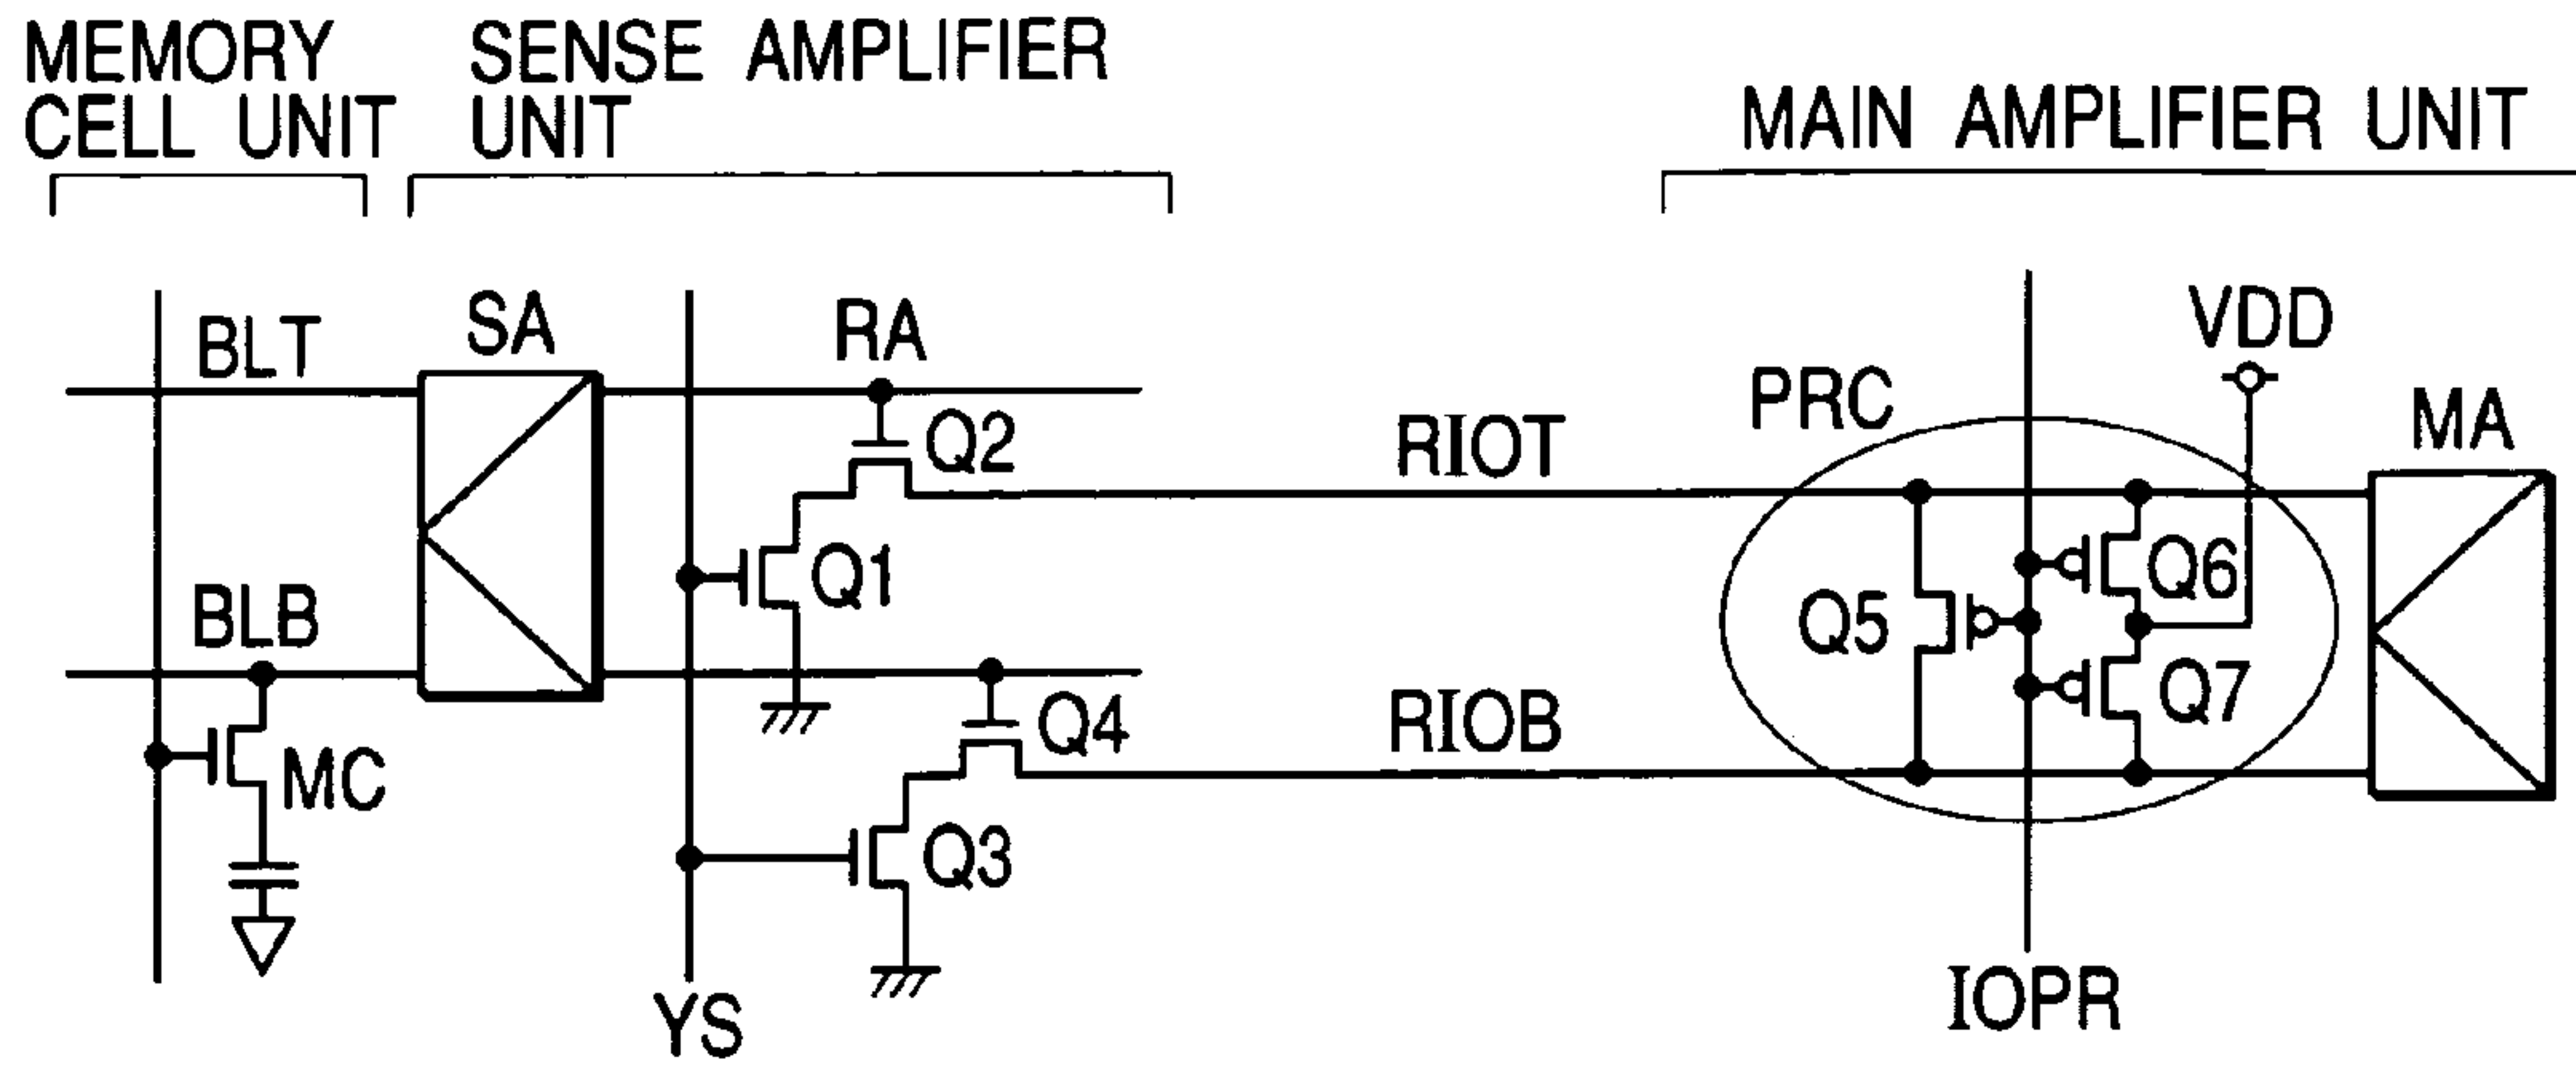 MEMORY
CELL UNIT
SENSE AMPLIFIER
UNIT
MAIN AMPLIFIER UNIT
BLT
SA
RA
VDD
PRC
MA
Q2
RIOT
Q1
Q6
Q5
BLB
Q7
RIOB
Q4
MC
Q3
YS
IOPR